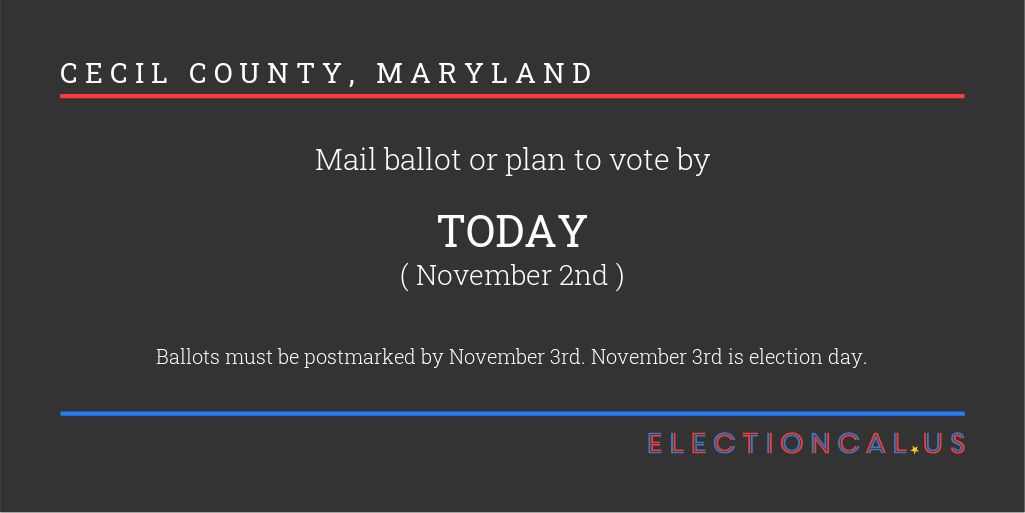 CECIL COUNTY, MARYLAND
Mail ballot or plan to vote by
TODAY
( November 2nd )
Ballots must be postmarked by November 3rd. November 3rd is election day.
ELECTIONCAL.US